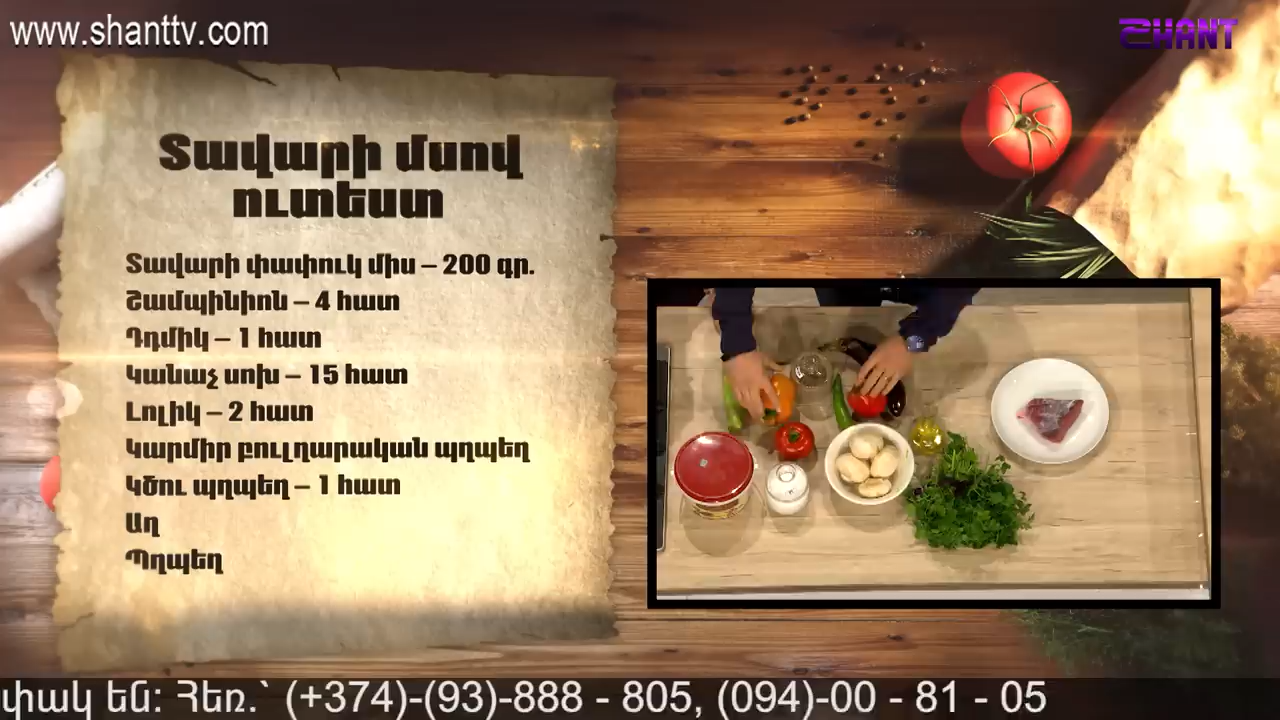 www.shanttv.com
SHANT
Տավարի մսով
ուտեստ
Տավարի փափուկ միս – 200 գր.
Շամպինիոն – 4 հատ
Դդմիկ – 1 հատ
Կանաչ սոխ – 15 հատ
Լոլիկ – 2 հատ
Կարմիր բուլղարական պղպեղ
Կծու պղպեղ – 1 հատ
Աղ
Պղպեղ
փակ են: Հեռ.` (+374)-(93)-888 - 805, (094)-00 - 81 - 05